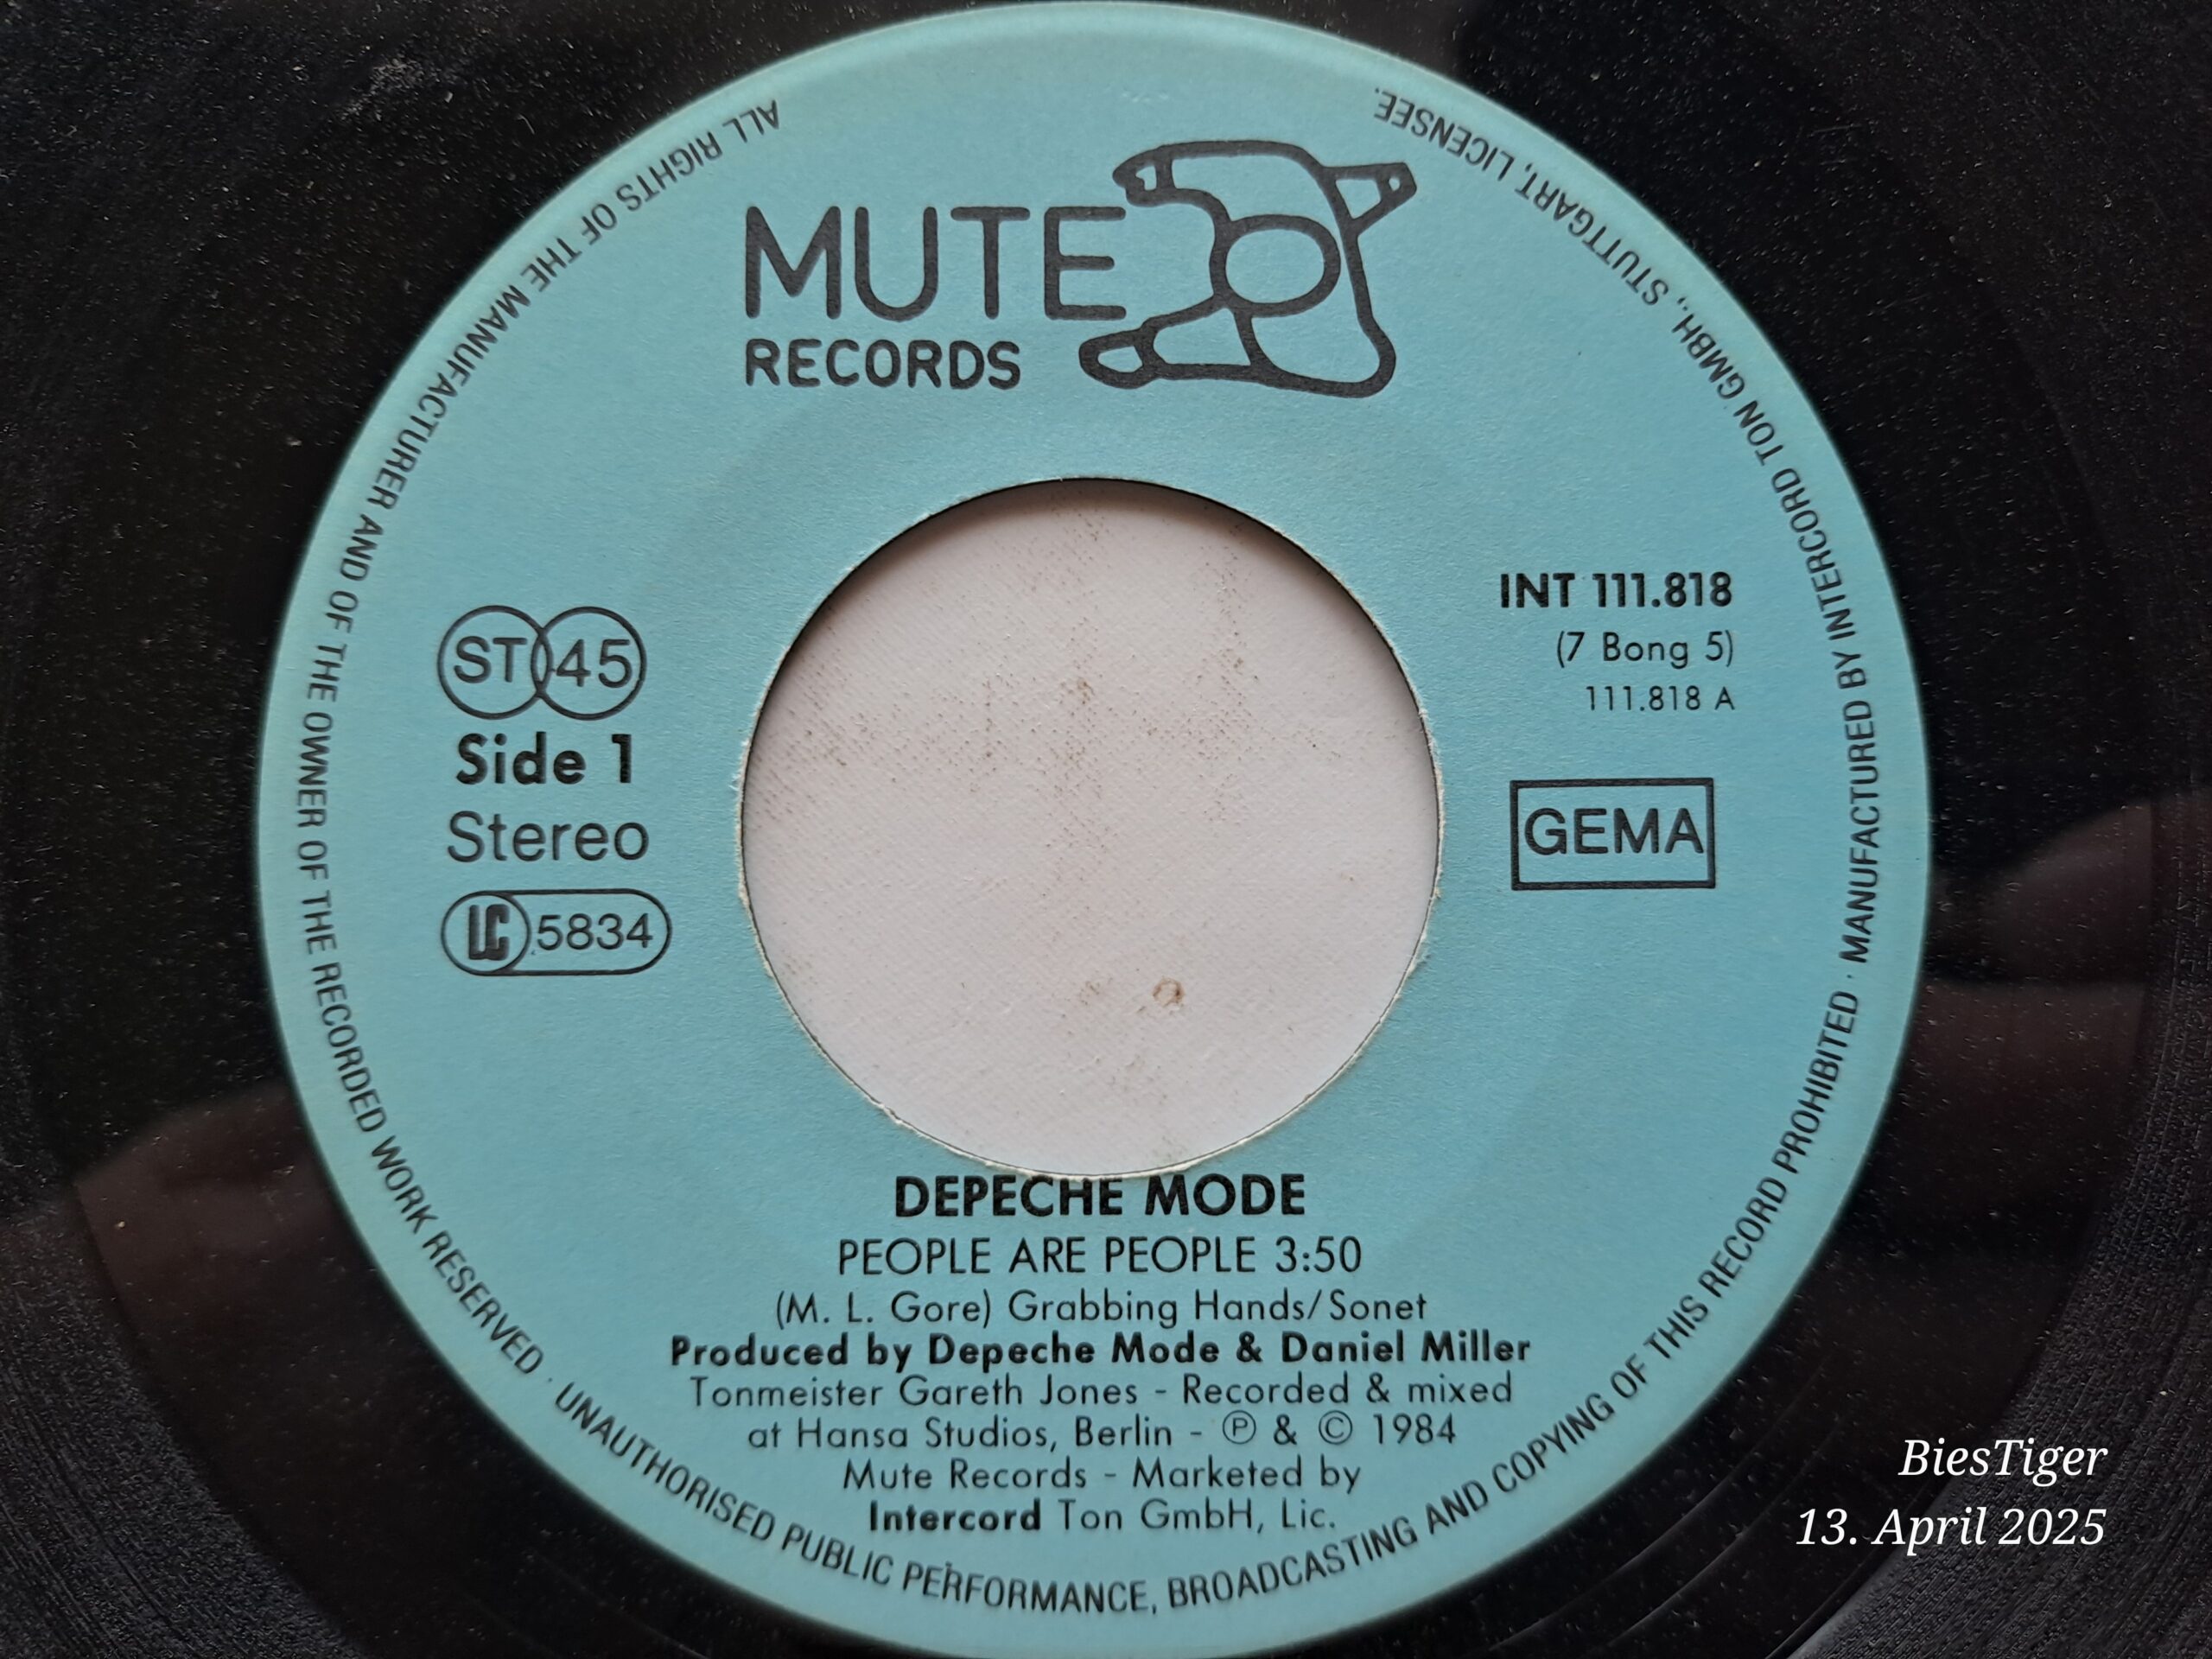 MUTE
RECORDS
ST 45
Side 1
Stereo
LC 5834
INT 111.818
(7 Bong 5)
111.818 A
GEMA
DEPECHE MODE
PEOPLE ARE PEOPLE 3:50
(M. L. Gore) Grabbing Hands/Sonet
Produced by Depeche Mode & Daniel Miller
Tonmeister Gareth Jones - Recorded & mixed
at Hansa Studios, Berlin - ℗ & © 1984
Mute Records - Marketed by
Intercord Ton GmbH, Lic.
ALL RIGHTS OF THE MANUFACTURER AND OF THE OWNER OF THE RECORDED WORK RESERVED · UNAUTHORISED PUBLIC PERFORMANCE, BROADCASTING AND COPYING OF THIS RECORD PROHIBITED · MANUFACTURED BY INTERCORD TON GMBH., STUTTGART, LICENSEE.
BiesTiger
13. April 2025